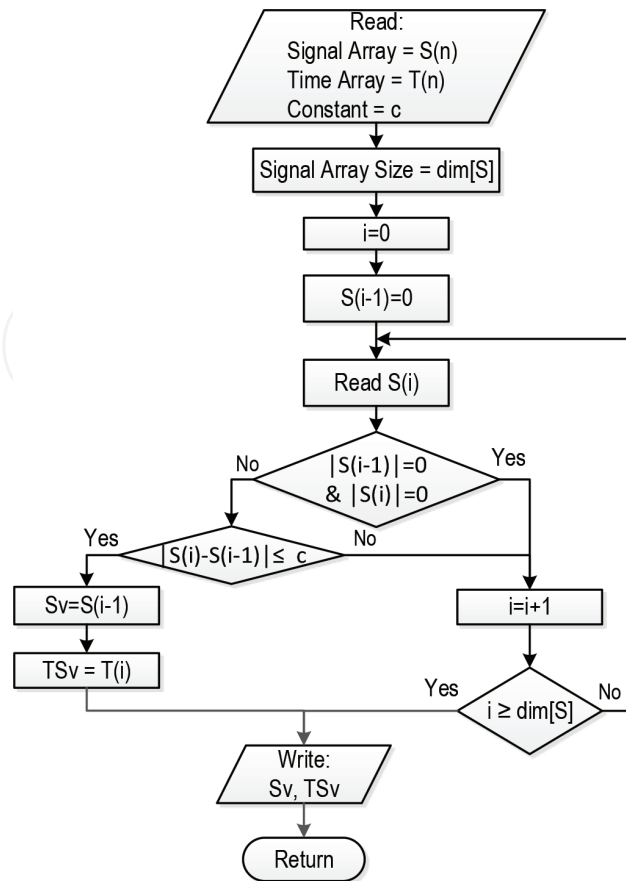 Read:
Signal Array = S(n)
Time Array = T(n)
Constant = c
Signal Array Size = dim[S]
i=0
S(i-1)=0
Read S(i)
No
|S(i-1)|=0
& |S(i)|=0
Yes
Yes
|S(i)-S(i-1)|≤ c
No
Sv=S(i-1)
i=i+1
TSv = T(i)
Yes
i ≥ dim[S]
No
Write:
Sv, TSv
Return